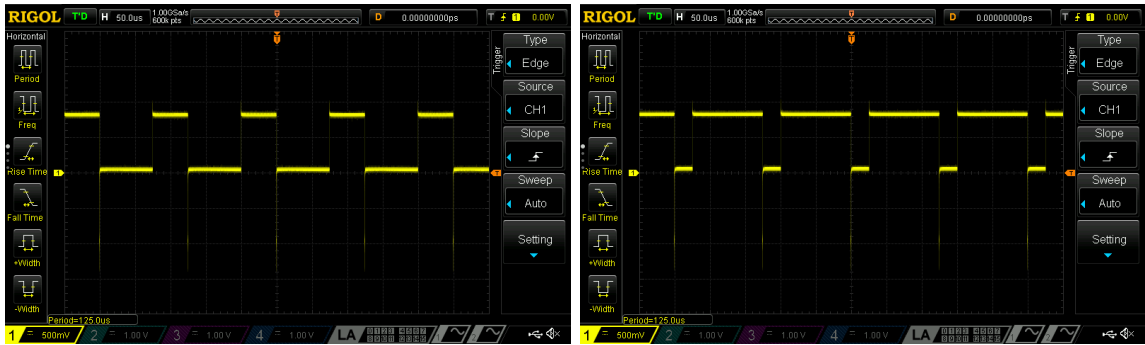 RIGOL T'D H 50.0us 1.00GSa/s 600k pts D 0.00000000ps T 1 0.00V
Horizontal
Period
Freq
Rise Time
Fall Time
+Width
-Width
T
1
T
Trigger
Type
Edge
Source
CH1
Slope
Sweep
Auto
Setting
Period=125.0us
1 = 500mV 2 = 1.00 V 3 = 1.00 V 4 = 1.00 V LA
RIGOL T'D H 50.0us 1.00GSa/s 600k pts D 0.00000000ps T 1 0.00V
Horizontal
Period
Freq
Rise Time
Fall Time
+Width
-Width
T
1
T
Trigger
Type
Edge
Source
CH1
Slope
Sweep
Auto
Setting
Period=125.0us
1 = 500mV 2 = 1.00 V 3 = 1.00 V 4 = 1.00 V LA